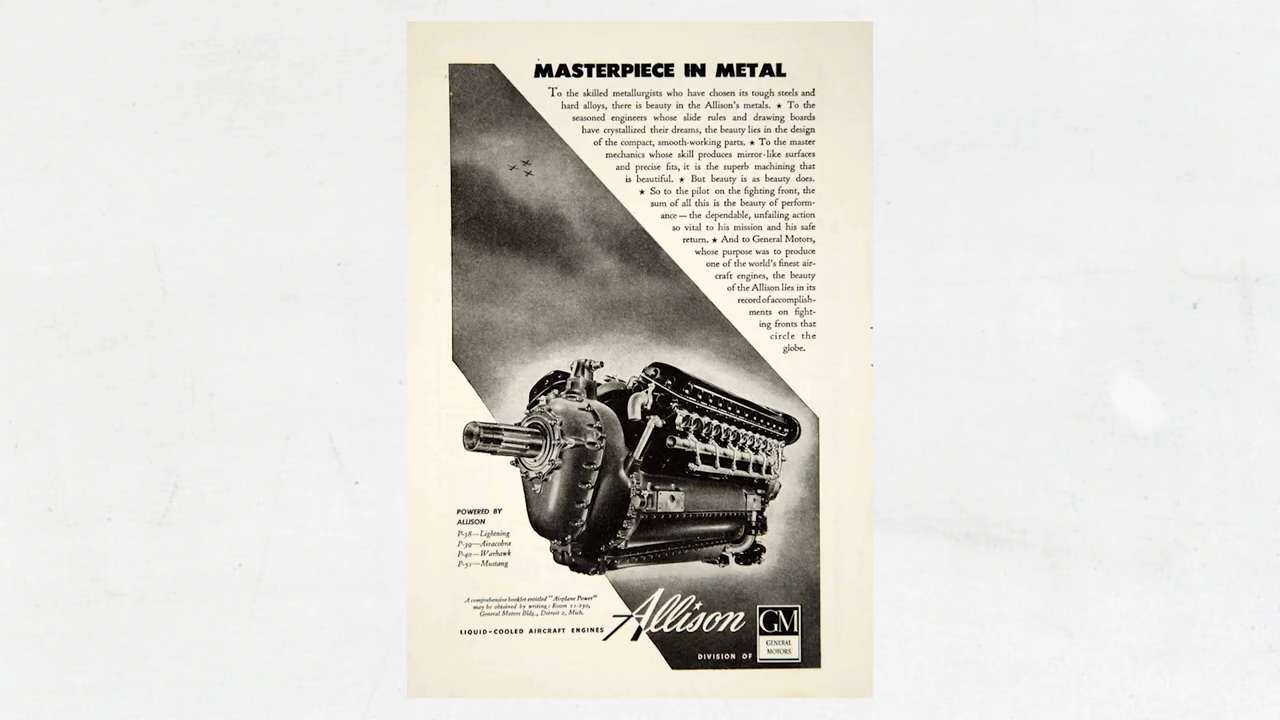 MASTERPIECE IN METAL
To the skilled metallurgists who have chosen its tough steels and
hard alloys, there is beauty in the Allison's metals. ★ To the
seasoned engineers whose slide rules and drawing boards
have crystallized their dreams, the beauty lies in the design
of the compact, smooth-working parts. ★ To the master
mechanics whose skill produces mirror-like surfaces
and precise fits, it is the superb machining that
is beautiful. ★ But beauty is as beauty does.
★ So to the pilot on the fighting front, the
sum of all this is the beauty of perform-
ance — the dependable, unfailing action
so vital to his mission and his safe
return. ★ And to General Motors,
whose purpose was to produce
one of the world's finest air-
craft engines, the beauty
of the Allison lies in its
record of accomplish-
ments on fight-
ing fronts that
circle the
globe.
POWERED BY
ALLISON
P-38—Lightning
P-39—Airacobra
P-40—Warhawk
P-51—Mustang
A comprehensive booklet entitled "Airplane Power"
may be obtained by writing: Room 11-250,
General Motors Bldg., Detroit 2, Mich.
LIQUID-COOLED AIRCRAFT ENGINES
Allison
DIVISION OF
GM
GENERAL
MOTORS